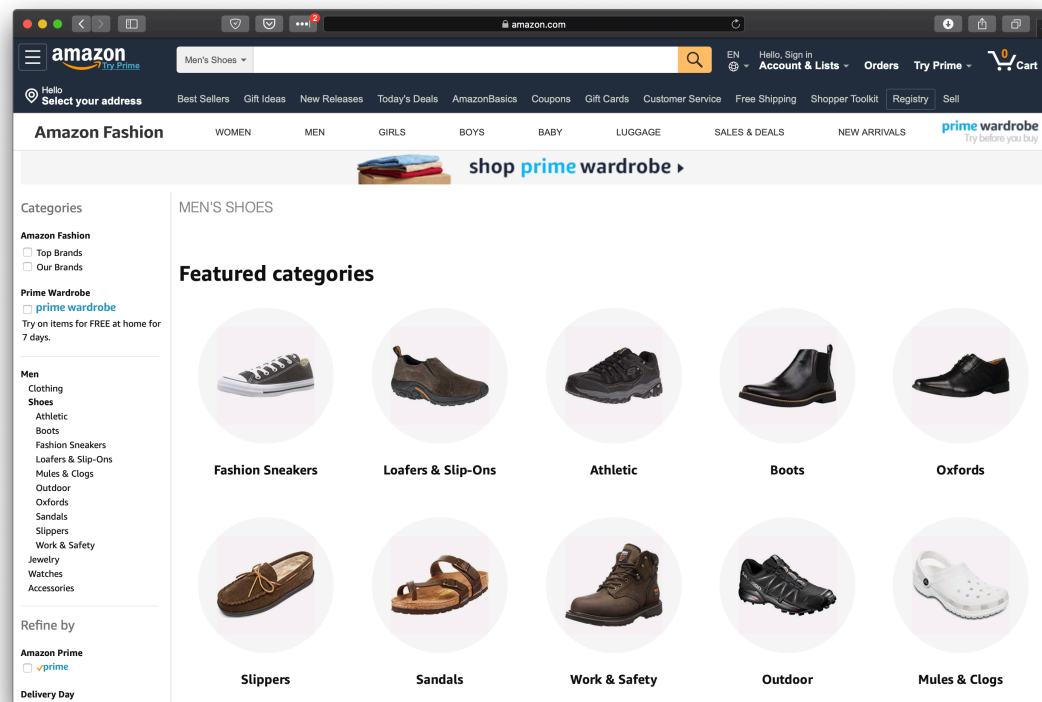 2
amazon.com
amazon
Try Prime
Men's Shoes
EN
Hello, Sign in
Account & Lists
Orders
Try Prime
0
Cart
Hello
Select your address
Best Sellers
Gift Ideas
New Releases
Today's Deals
AmazonBasics
Coupons
Gift Cards
Customer Service
Free Shipping
Shopper Toolkit
Registry
Sell
Amazon Fashion
WOMEN
MEN
GIRLS
BOYS
BABY
LUGGAGE
SALES & DEALS
NEW ARRIVALS
prime wardrobe
Try before you buy
shop prime wardrobe
Categories
Amazon Fashion
Top Brands
Our Brands
Prime Wardrobe
prime wardrobe
Try on items for FREE at home for
7 days.
Men
Clothing
Shoes
Athletic
Boots
Fashion Sneakers
Loafers & Slip-Ons
Mules & Clogs
Outdoor
Oxfords
Sandals
Slippers
Work & Safety
Jewelry
Watches
Accessories
Refine by
Amazon Prime
prime
Delivery Day
MEN'S SHOES
Featured categories
Fashion Sneakers
Loafers & Slip-Ons
Athletic
Boots
Oxfords
Slippers
Sandals
Work & Safety
Outdoor
Mules & Clogs